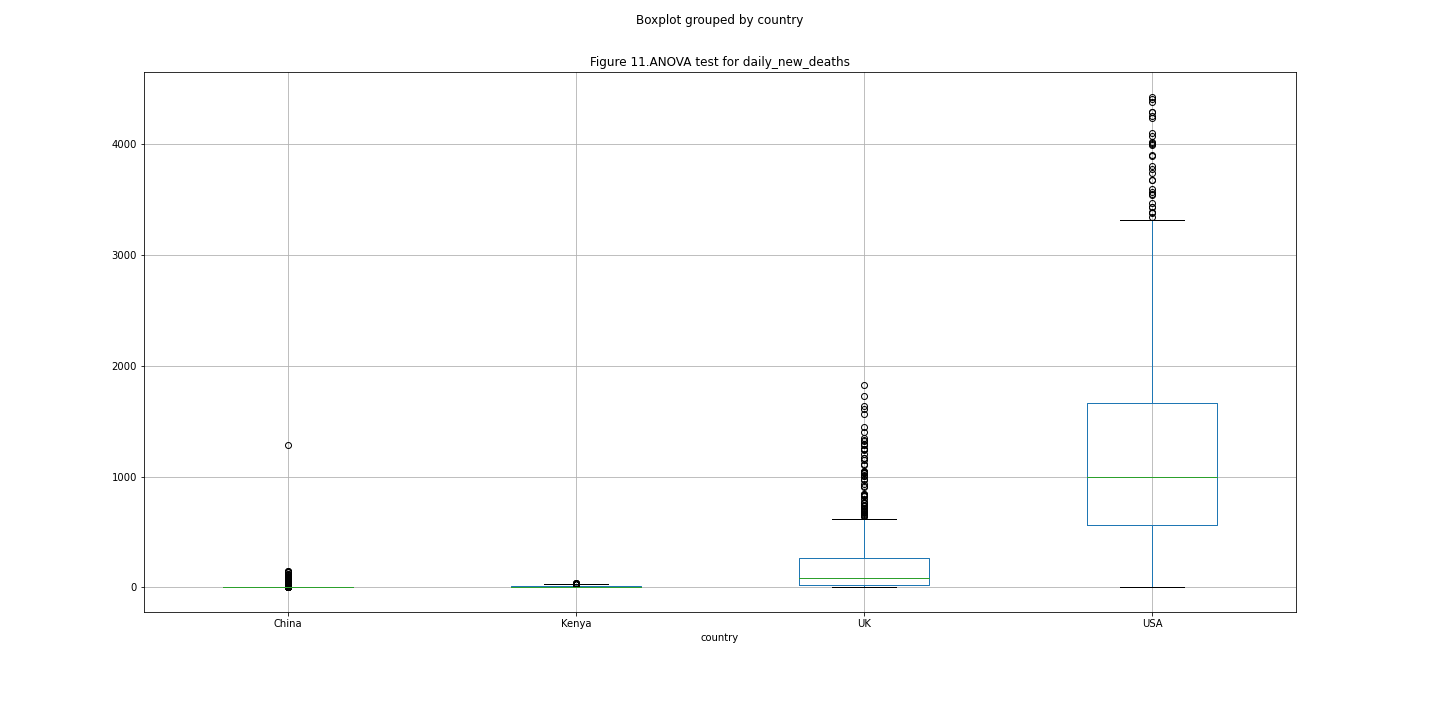 Boxplot grouped by country
Figure 11.ANOVA test for daily_new_deaths
4000
3000
2000
1000
0
China Kenya UK USA
country